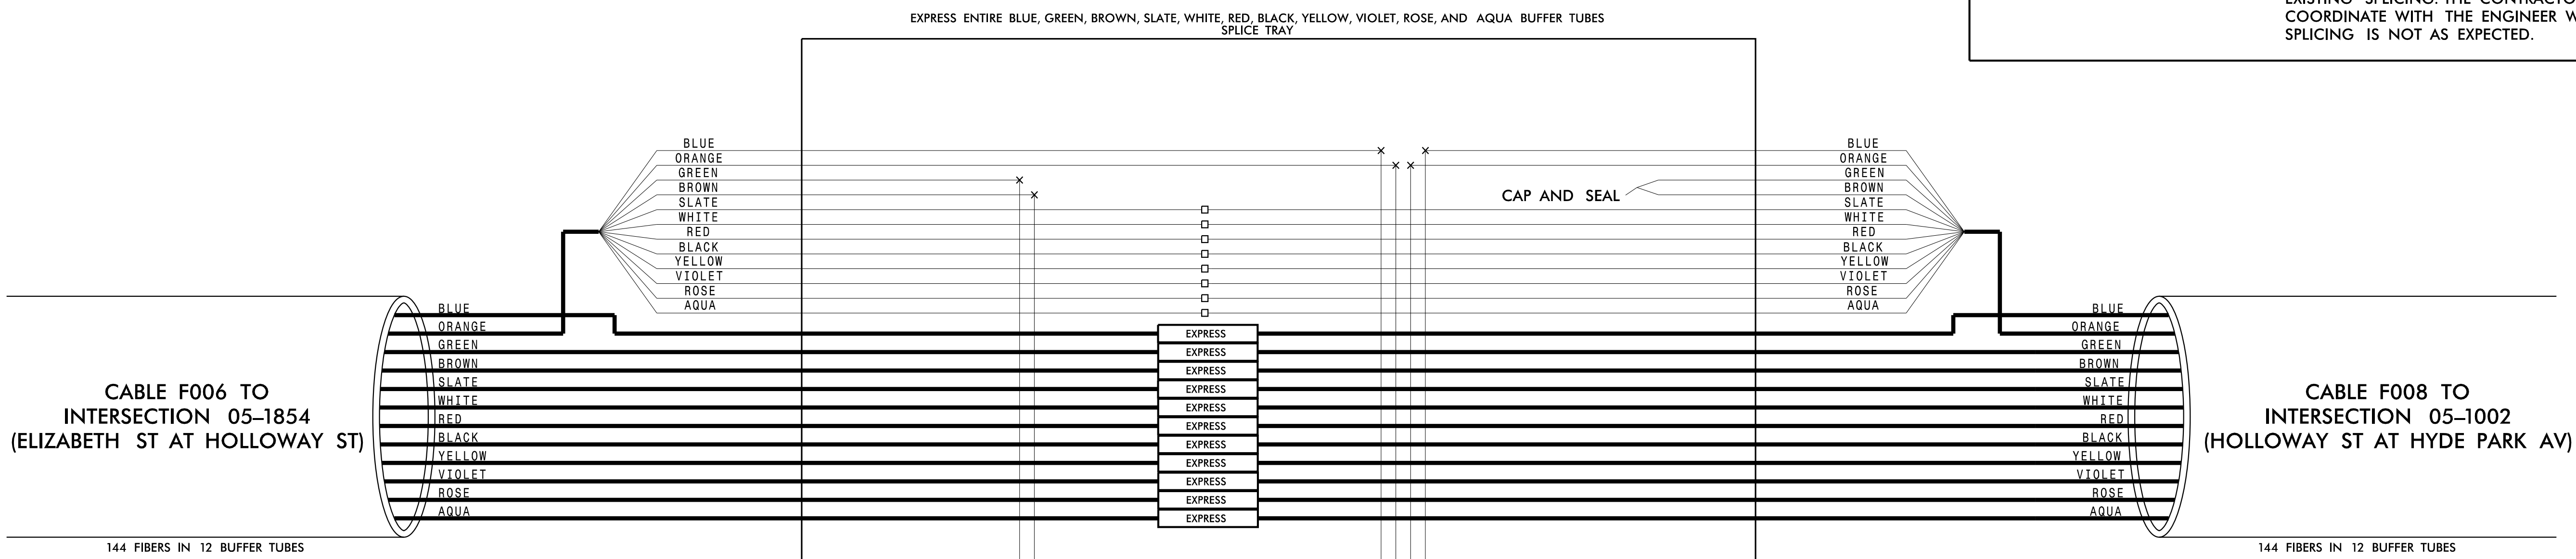 EXPRESS ENTIRE BLUE, GREEN, BROWN, SLATE, WHITE, RED, BLACK, YELLOW, VIOLET, ROSE, AND AQUA BUFFER TUBES
SPLICE TRAY
COORDINATE WITH THE ENGINEER
SPLICING IS NOT AS EXPECTED.
BLUE
ORANGE
GREEN
BROWN
SLATE
WHITE
RED
BLACK
YELLOW
VIOLET
ROSE
AQUA
CAP AND SEAL
BLUE
ORANGE
GREEN
BROWN
SLATE
WHITE
RED
BLACK
YELLOW
VIOLET
ROSE
AQUA
BLUE
ORANGE
GREEN
BROWN
SLATE
WHITE
RED
BLACK
YELLOW
VIOLET
ROSE
AQUA
EXPRESS
EXPRESS
EXPRESS
EXPRESS
EXPRESS
EXPRESS
EXPRESS
EXPRESS
EXPRESS
EXPRESS
EXPRESS
BLUE
ORANGE
GREEN
BROWN
SLATE
WHITE
RED
BLACK
YELLOW
VIOLET
ROSE
AQUA
CABLE F006 TO
INTERSECTION 05–1854
(ELIZABETH ST AT HOLLOWAY ST)
144 FIBERS IN 12 BUFFER TUBES
CABLE F008 TO
INTERSECTION 05–1002
(HOLLOWAY ST AT HYDE PARK AV)
144 FIBERS IN 12 BUFFER TUBES